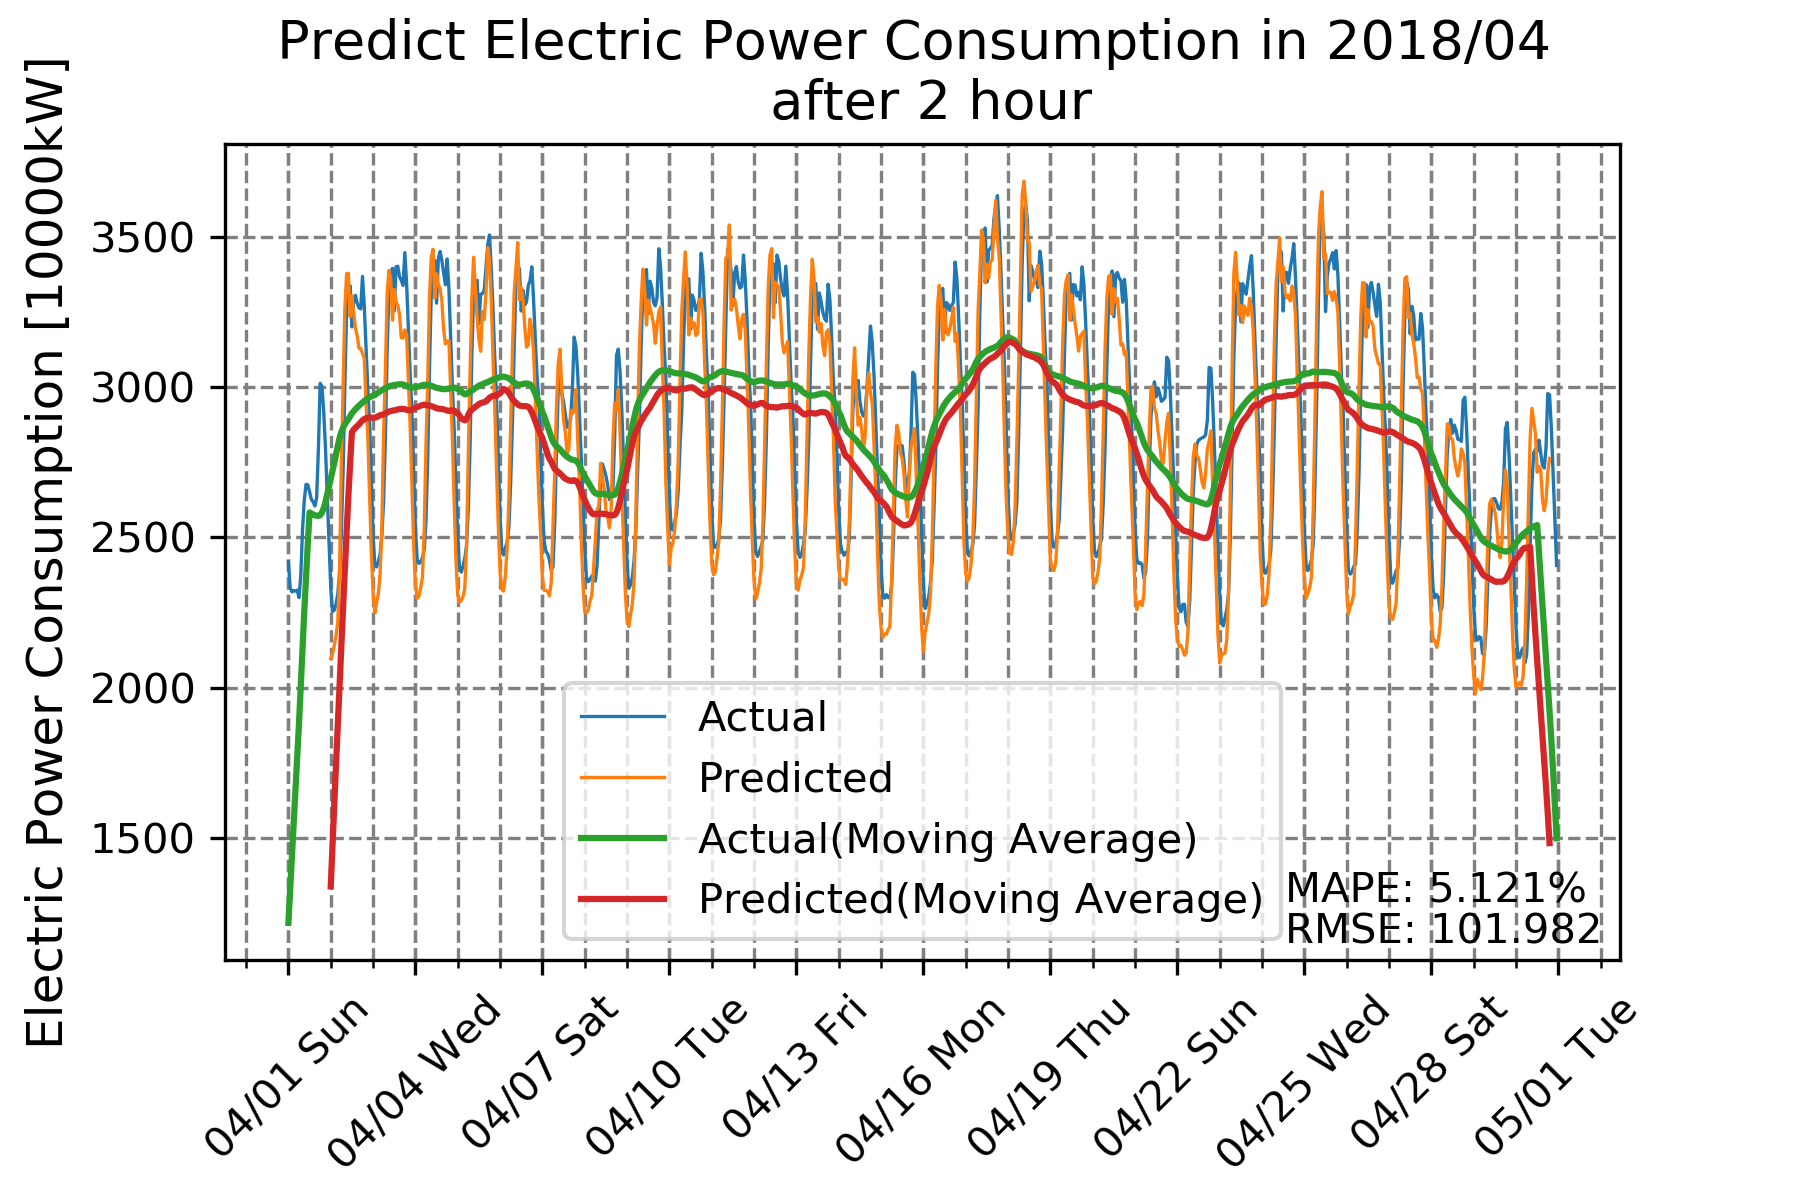 Predict Electric Power Consumption in 2018/04
after 2 hour
Electric Power Consumption [10000kW]
3500
3000
2500
2000
1500
Actual
Predicted
Actual(Moving Average)
Predicted(Moving Average)
MAPE: 5.121%
RMSE: 101.982
04/01 Sun
04/04 Wed
04/07 Sat
04/10 Tue
04/13 Fri
04/16 Mon
04/19 Thu
04/22 Sun
04/25 Wed
04/28 Sat
05/01 Tue